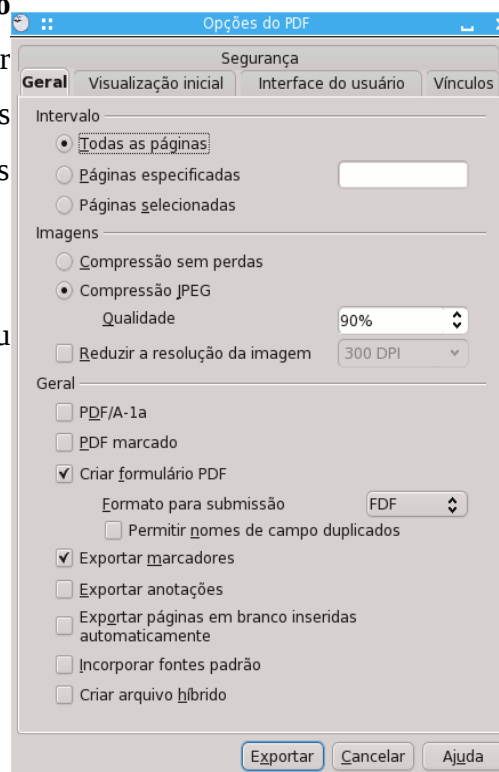 o
Opções do PDF
r
Segurança
Geral Visualização inicial Interface do usuário Vínculos
s
Intervalo
Todas as páginas
s
Páginas especificadas
Páginas selecionadas
Imagens
Compressão sem perdas
Compressão JPEG
Qualidade 90%
u
Reduzir a resolução da imagem 300 DPI
Geral
PDF/A-1a
PDF marcado
Criar formulário PDF
Formato para submissão FDF
Permitir nomes de campo duplicados
Exportar marcadores
Exportar anotações
Exportar páginas em branco inseridas
automaticamente
Incorporar fontes padrão
Criar arquivo híbrido
Exportar Cancelar Ajuda